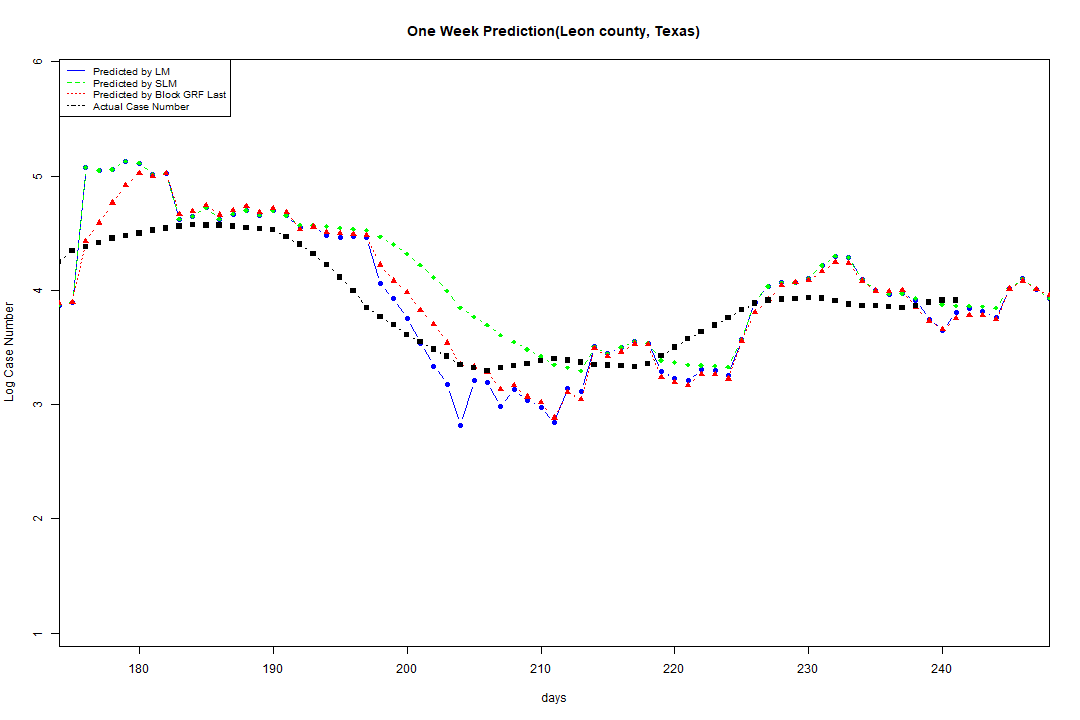 One Week Prediction(Leon county, Texas)
Predicted by LM
Predicted by SLM
Predicted by Block GRF Last
Actual Case Number
Log Case Number
6
5
4
3
2
1
180 190 200 210 220 230 240
days